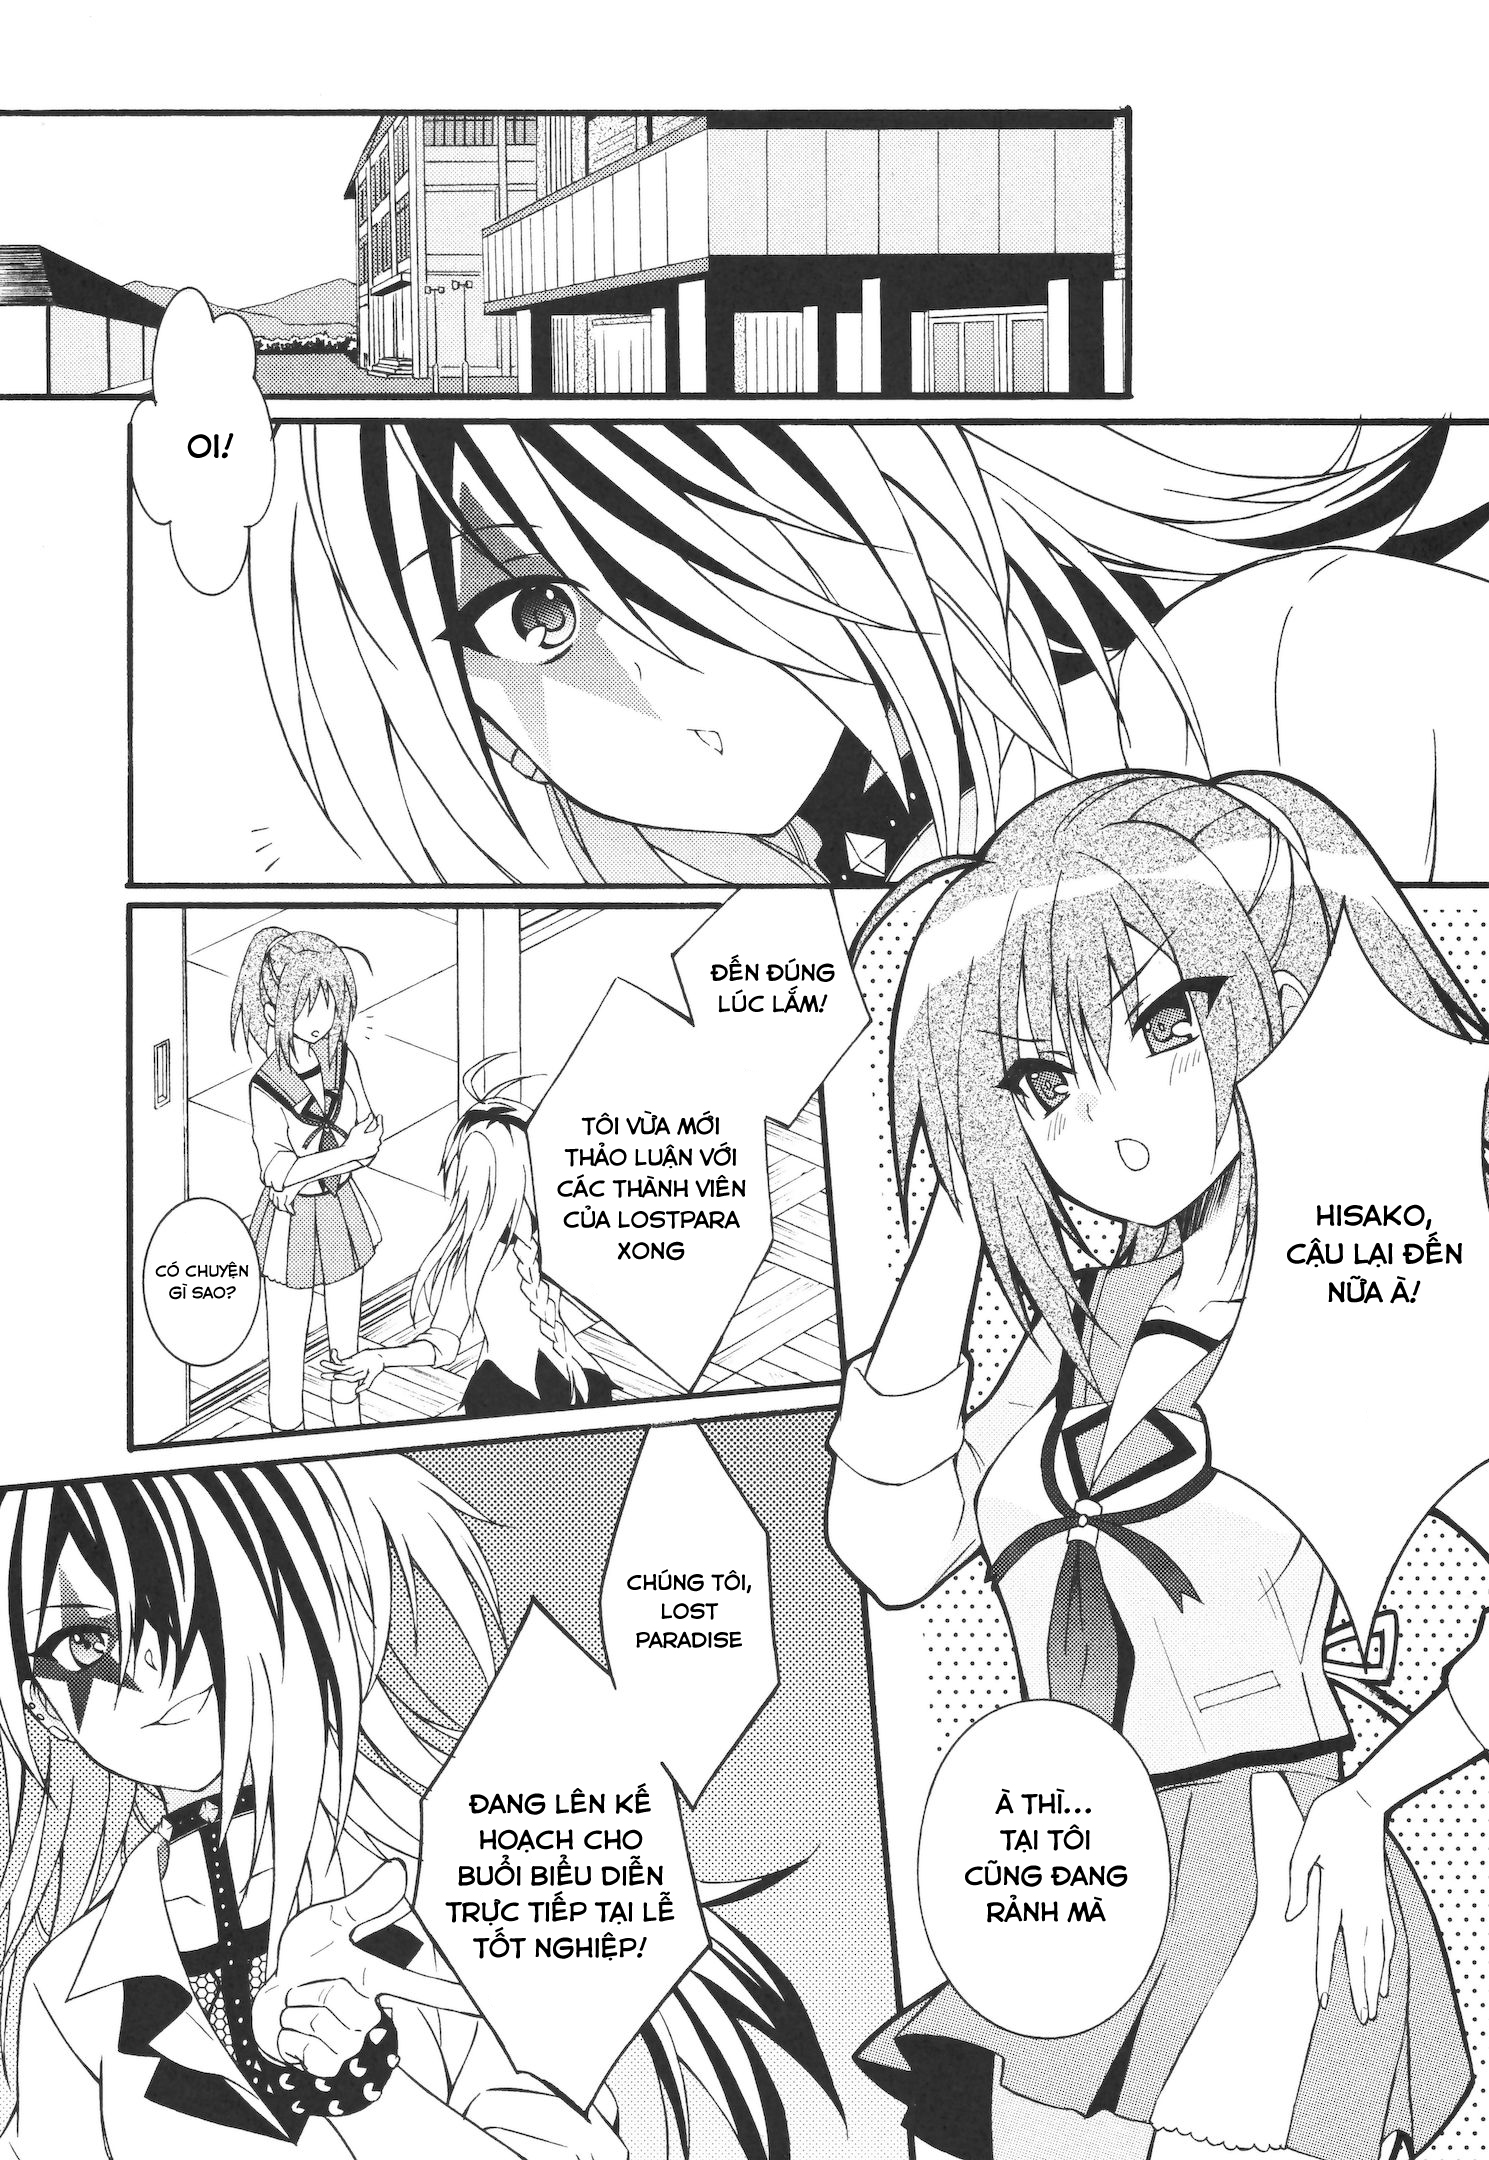 OI!
HISAKO,
CẬU LẠI ĐẾN
NỮA À!
À THÌ...
TẠI TÔI
CŨNG ĐANG
RẢNH MÀ
ĐẾN ĐÚNG
LÚC LẮM!
TÔI VỪA MỚI
THẢO LUẬN VỚI
CÁC THÀNH VIÊN
CỦA LOSTPARA
XONG
CÓ CHUYỆN
GÌ SAO?
CHÚNG TÔI,
LOST
PARADISE
ĐANG LÊN KẾ
HOẠCH CHO
BUỔI BIỂU DIỄN
TRỰC TIẾP TẠI LỄ
TỐT NGHIỆP!